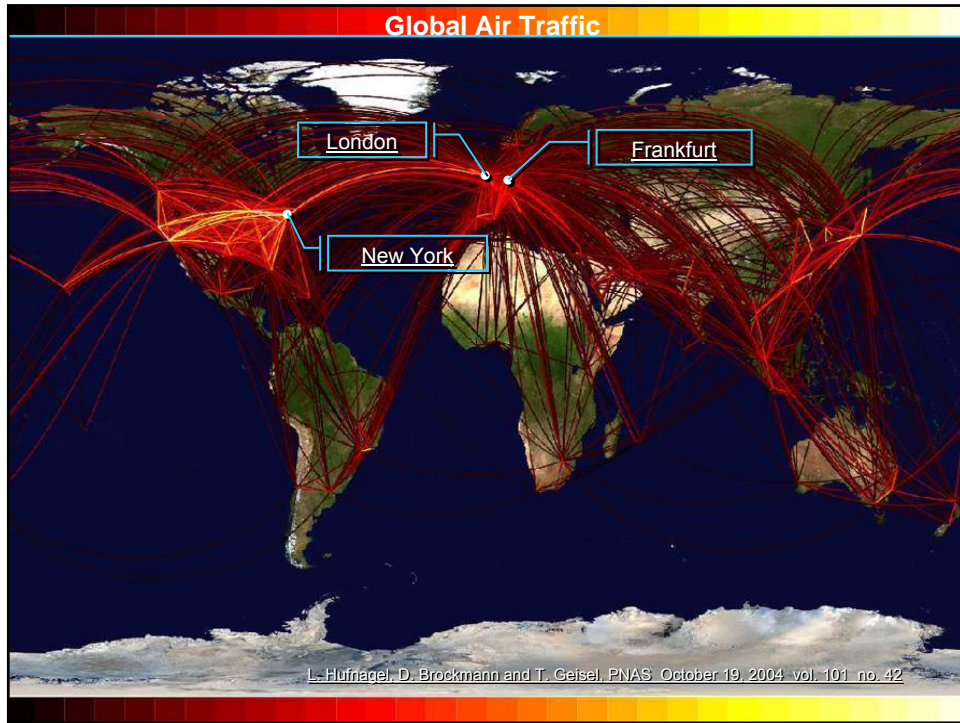 Global Air Traffic
London
Frankfurt
New York
L. Hufnagel, D. Brockmann and T. Geisel, PNAS October 19, 2004 vol. 101 no. 42